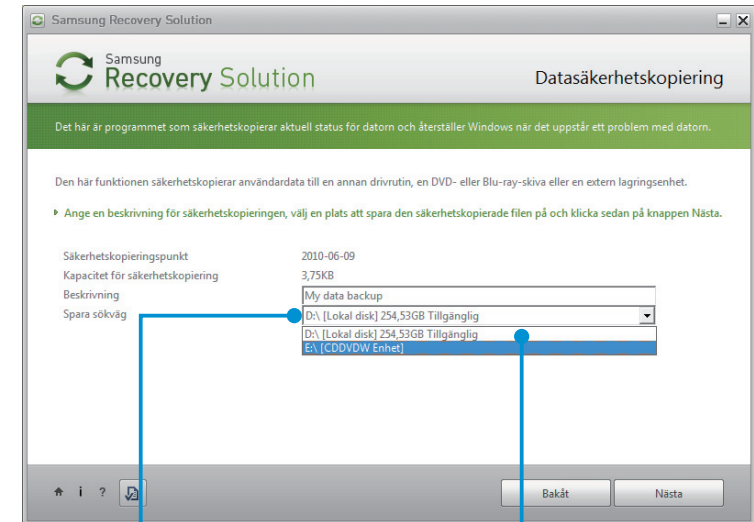 Samsung Recovery Solution
Samsung
Recovery Solution
Datasäkerhetskopiering
Det här är programmet som säkerhetskopierar aktuell status för datorn och återställer Windows när det uppstår ett problem med datorn.
Den här funktionen säkerhetskopierar användardata till en annan drivrutin, en DVD- eller Blu-ray-skiva eller en extern lagringsenhet.
Ange en beskrivning för säkerhetskopieringen, välj en plats att spara den säkerhetskopierade filen på och klicka sedan på knappen Nästa.
Säkerhetskopieringspunkt 2010-06-09
Kapacitet för säkerhetskopiering 3,75KB
Beskrivning My data backup
Spara sökväg D:\ [Lokal disk] 254,53GB Tillgänglig
D:\ [Lokal disk] 254,53GB Tillgänglig
E:\ [CDDVDW Enhet]
i ? Bakåt Nästa